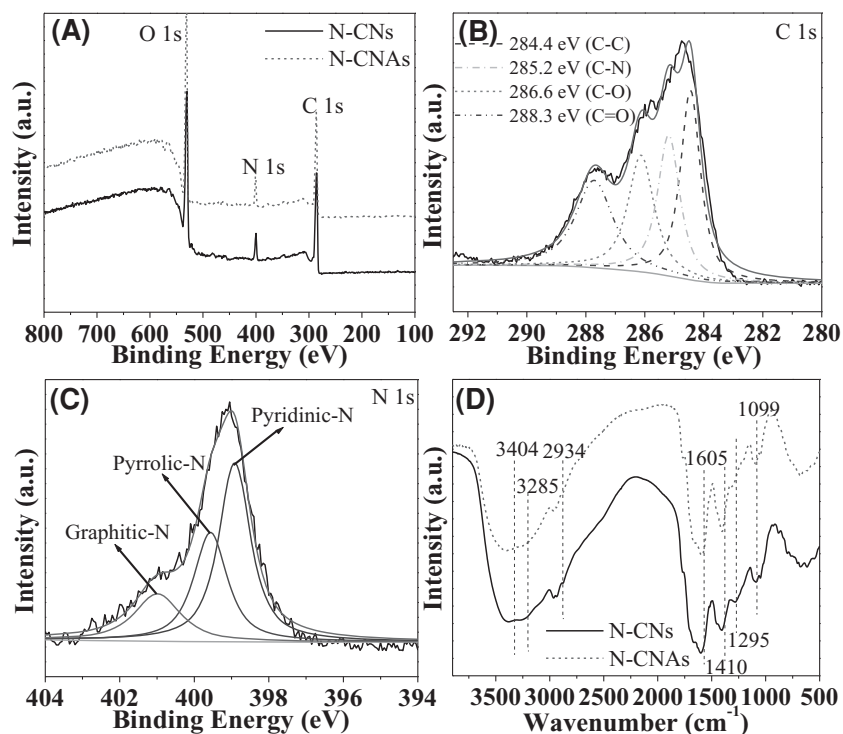 (A)
O 1s
N-CNs
N-CNAs
C 1s
N 1s
Intensity (a.u.)
800 700 600 500 400 300 200 100
Binding Energy (eV)
(B)
C 1s
284.4 eV (C-C)
285.2 eV (C-N)
286.6 eV (C-O)
288.3 eV (C=O)
Intensity (a.u.)
292 290 288 286 284 282 280
Binding Energy (eV)
(C)
N 1s
Pyridinic-N
Pyrrolic-N
Graphitic-N
Intensity (a.u.)
404 402 400 398 396 394
Binding Energy (eV)
(D)
1099
3404 2934 1605
3285
N-CNs
1295
N-CNAs
1410
Intensity (a.u.)
3500 3000 2500 2000 1500 1000 500
Wavenumber (cm⁻¹)